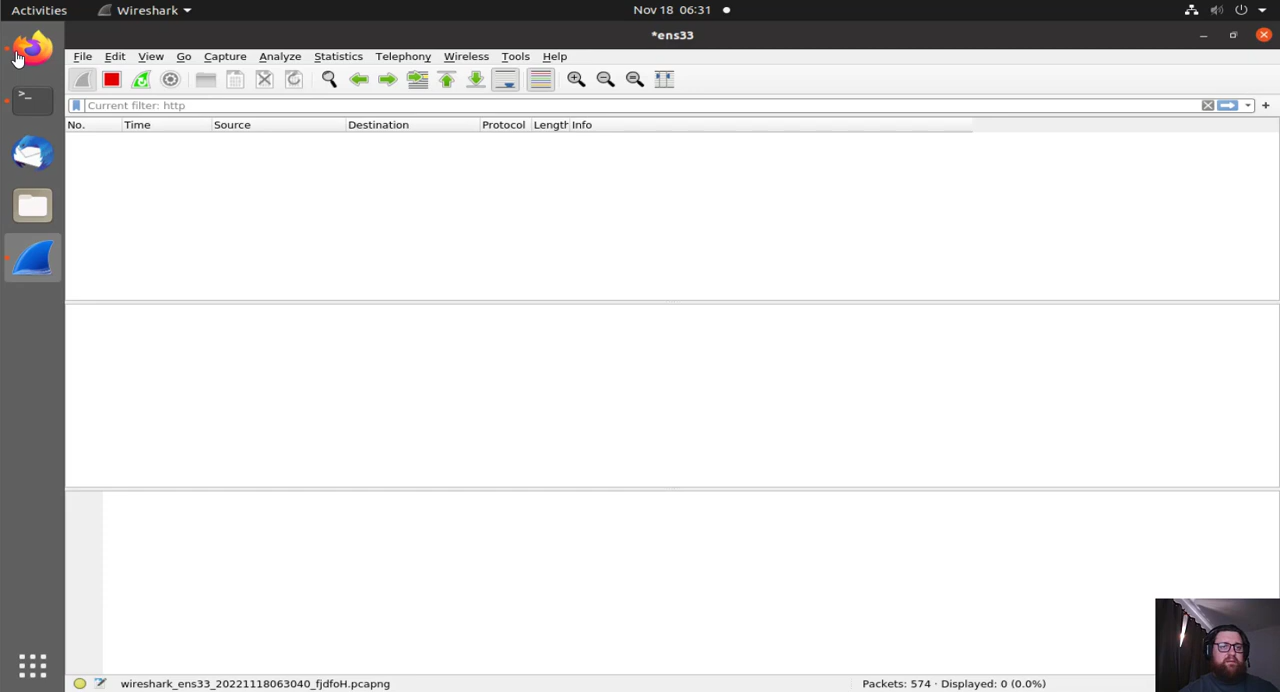 Activities Wireshark Nov 18 06:31
*ens33
File Edit View Go Capture Analyze Statistics Telephony Wireless Tools Help
Current filter: http
No. Time Source Destination Protocol Length Info
wireshark_ens33_20221118063040_fjdfoH.pcapng Packets: 574 · Displayed: 0 (0.0%)